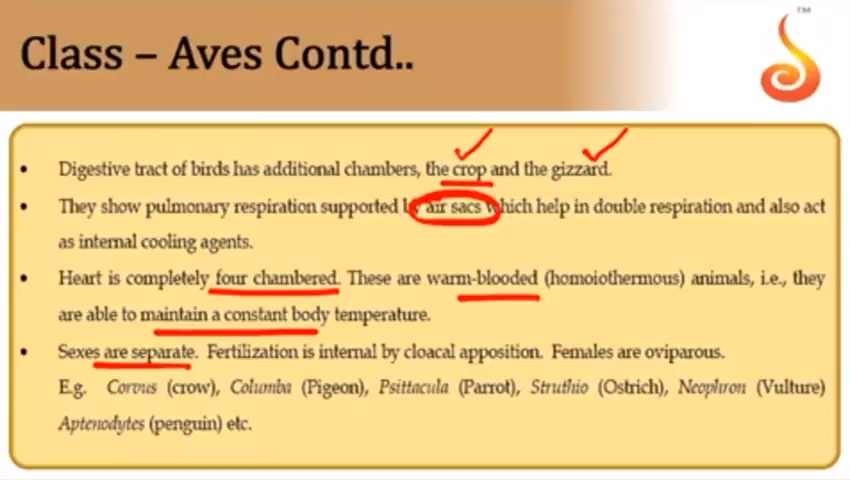 Class – Aves Contd..
TM
• Digestive tract of birds has additional chambers, the crop and the gizzard.
• They show pulmonary respiration supported by air sacs which help in double respiration and also act
as internal cooling agents.
• Heart is completely four chambered. These are warm-blooded (homoiothermous) animals, i.e., they
are able to maintain a constant body temperature.
• Sexes are separate. Fertilization is internal by cloacal apposition. Females are oviparous.
E.g. Corvus (crow), Columba (Pigeon), Psittacula (Parrot), Struthio (Ostrich), Neophron (Vulture)
Aptenodytes (penguin) etc.